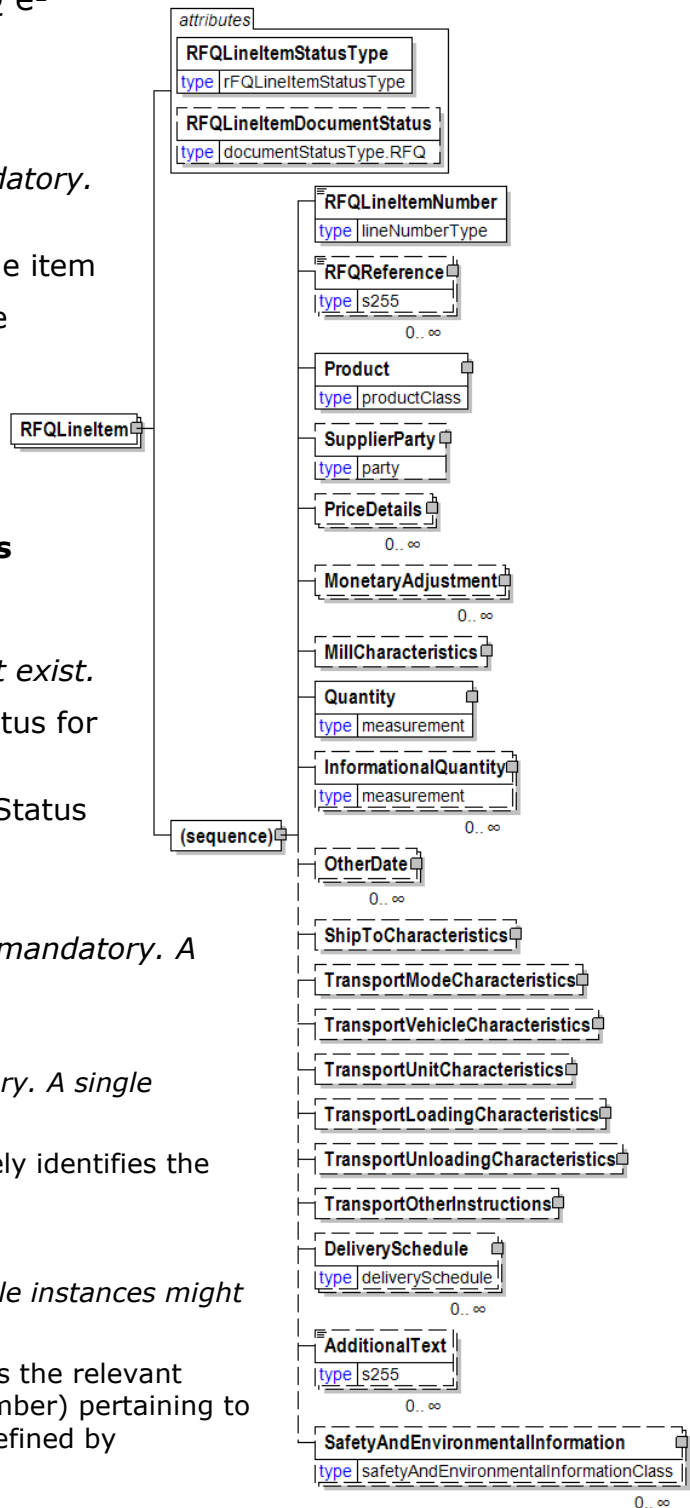 e-
datory.
e item
e
s
t exist.
tus for
Status
mandatory. A
ry. A single
ely identifies the
le instances might
s the relevant
mber) pertaining to
efined by
RFQLineItem
attributes
RFQLineItemStatusType
type rFQLineItemStatusType
RFQLineItemDocumentStatus
type documentStatusType.RFQ
(sequence)
RFQLineItemNumber
type lineNumberType
RFQReference
type s255
0..∞
Product
type productClass
SupplierParty
type party
PriceDetails
0..∞
MonetaryAdjustment
0..∞
MillCharacteristics
Quantity
type measurement
InformationalQuantity
type measurement
0..∞
OtherDate
0..∞
ShipToCharacteristics
TransportModeCharacteristics
TransportVehicleCharacteristics
TransportUnitCharacteristics
TransportLoadingCharacteristics
TransportUnloadingCharacteristics
TransportOtherInstructions
DeliverySchedule
type deliverySchedule
0..∞
AdditionalText
type s255
0..∞
SafetyAndEnvironmentalInformation
type safetyAndEnvironmentalInformationClass
0..∞